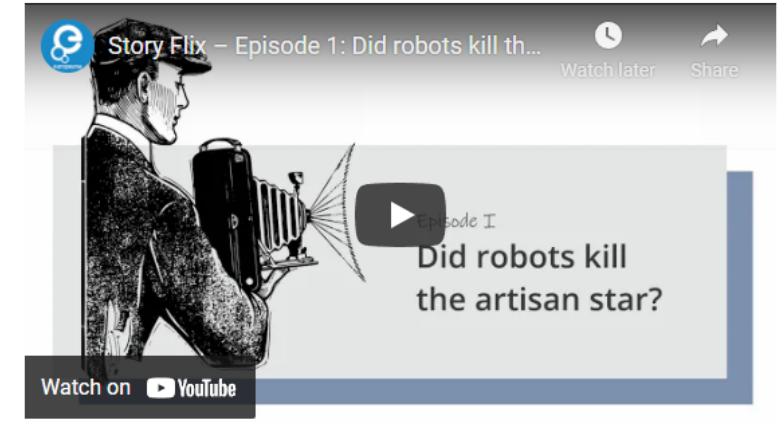 Story Flix – Episode 1: Did robots kill th...
Watch later
Share
Episode I
Did robots kill
the artisan star?
Watch on YouTube